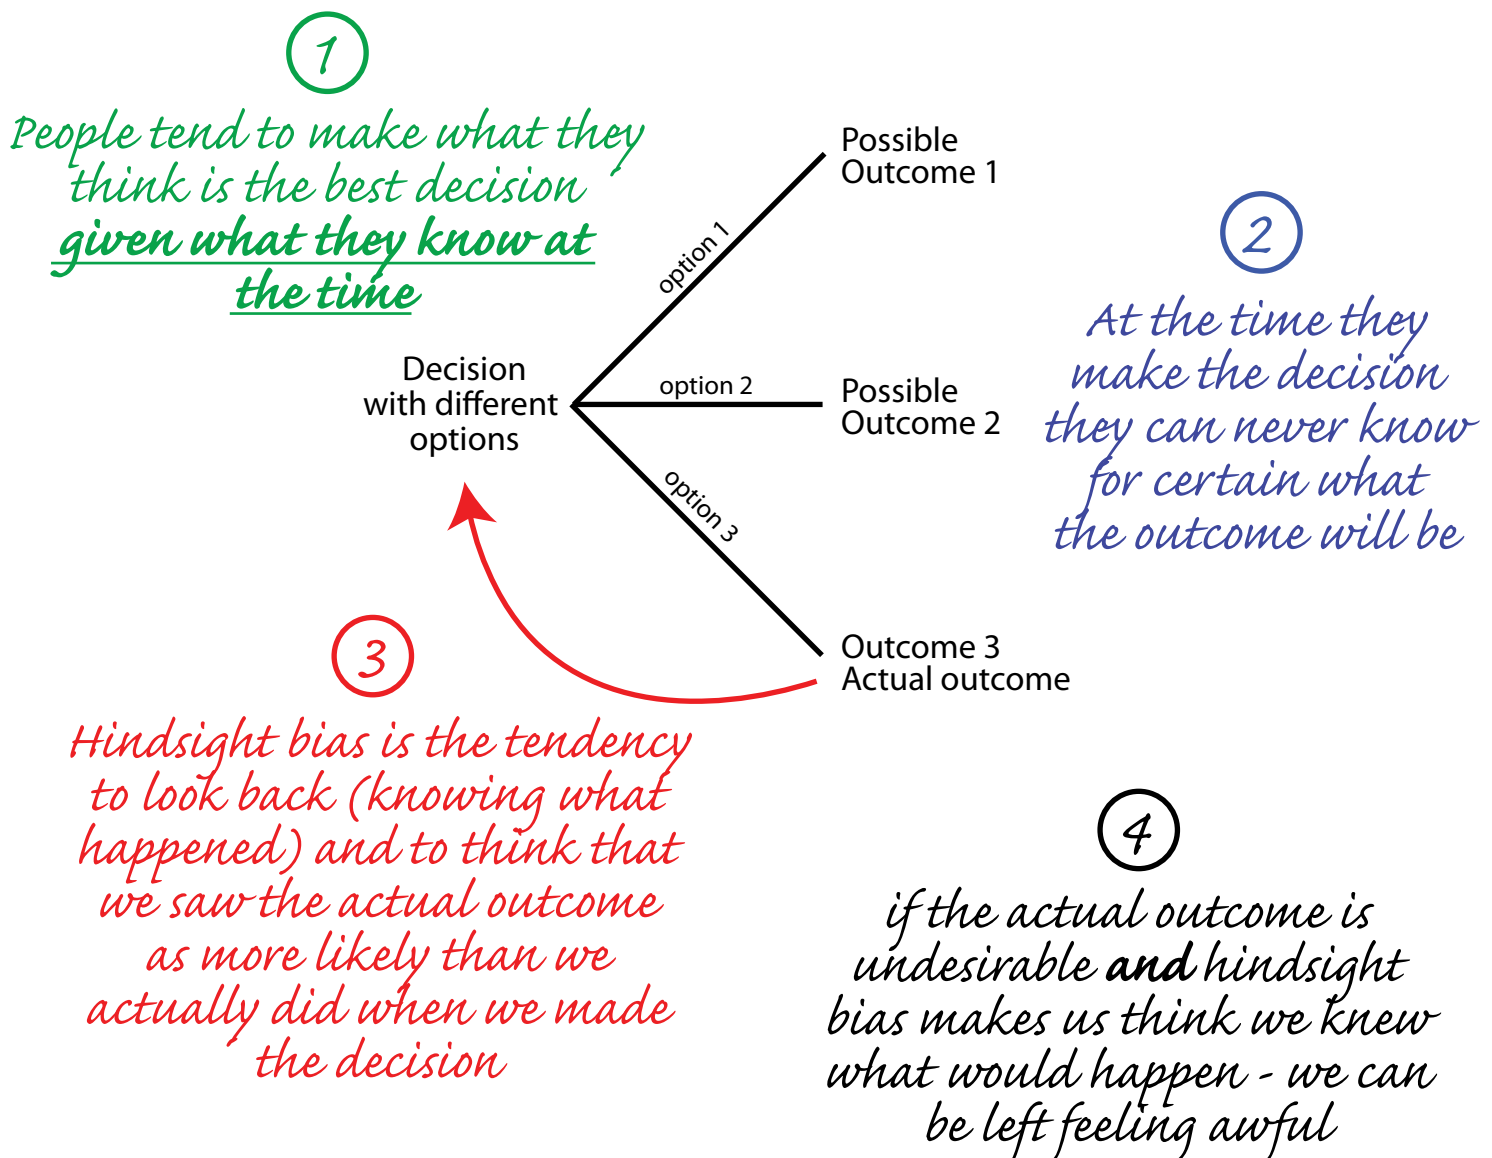 1
People tend to make what they
think is the best decision
given what they know at
the time
Possible
Outcome 1
option 1
2
At the time they
make the decision
they can never know
for certain what
the outcome will be
Decision
with different
options
option 2
Possible
Outcome 2
option 3
Outcome 3
Actual outcome
3
Hindsight bias is the tendency
to look back (knowing what
happened) and to think that
we saw the actual outcome
as more likely than we
actually did when we made
the decision
4
if the actual outcome is
undesirable and hindsight
bias makes us think we knew
what would happen - we can
be left feeling awful